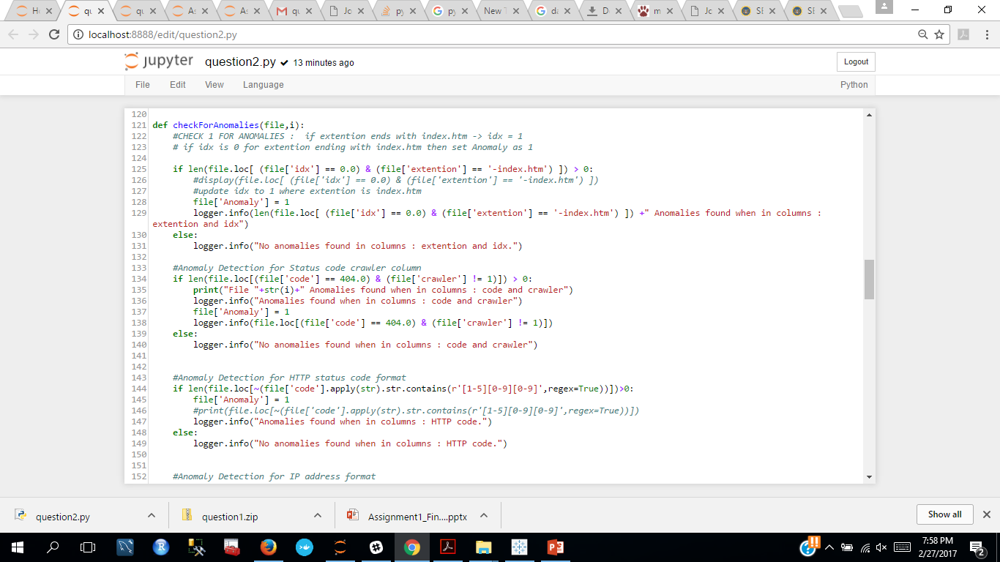 localhost:8888/edit/question2.py
jupyter question2.py 13 minutes ago
Logout
File Edit View Language Python
120
121 def checkForAnomalies(file,i):
122 #CHECK 1 FOR ANOMALIES :  if extention ends with index.htm -> idx = 1
123 # if idx is 0 for extention ending with index.htm then set Anomaly as 1
124
125 if len(file.loc[ (file['idx'] == 0.0) & (file['extention'] == '-index.htm') ]) > 0:
126 #display(file.loc[ (file['idx'] == 0.0) & (file['extention'] == '-index.htm') ])
127 #update idx to 1 where extention is index.htm
128 file['Anomaly'] = 1
129 logger.info(len(file.loc[ (file['idx'] == 0.0) & (file['extention'] == '-index.htm') ]) +" Anomalies found when in columns :
extention and idx")
130 else:
131 logger.info("No anomalies found in columns : extention and idx.")
132
133 #Anomaly Detection for Status code crawler column
134 if len(file.loc[(file['code'] == 404.0) & (file['crawler'] != 1)]) > 0:
135 print("File "+str(i)+" Anomalies found when in columns : code and crawler")
136 logger.info("Anomalies found when in columns : code and crawler")
137 file['Anomaly'] = 1
138 logger.info(file.loc[(file['code'] == 404.0) & (file['crawler'] != 1)])
139 else:
140 logger.info("No anomalies found when in columns : code and crawler")
141
142
143 #Anomaly Detection for HTTP status code format
144 if len(file.loc[~(file['code'].apply(str).str.contains(r'[1-5][0-9][0-9]',regex=True))])>0:
145 file['Anomaly'] = 1
146 #print(file.loc[~(file['code'].apply(str).str.contains(r'[1-5][0-9][0-9]',regex=True))])
147 logger.info("Anomalies found when in columns : HTTP code.")
148 else:
149 logger.info("No anomalies found when in columns : HTTP code.")
150
151
152 #Anomaly Detection for IP address format
question2.py question1.zip Assignment1_Fin....pptx Show all
7:58 PM
2/27/2017
2